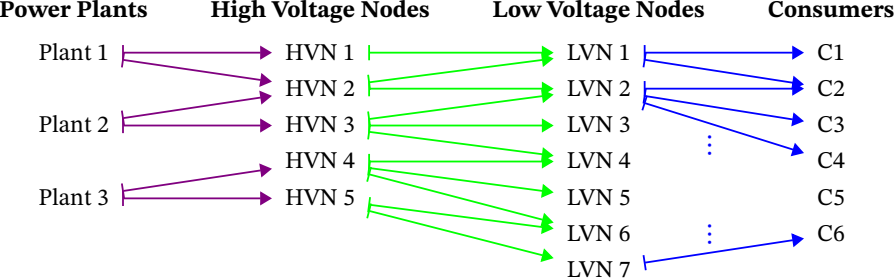 Power Plants High Voltage Nodes Low Voltage Nodes Consumers
Plant 1 HVN 1 LVN 1 C1
HVN 2 LVN 2 C2
Plant 2 HVN 3 LVN 3 C3
HVN 4 LVN 4 C4
Plant 3 HVN 5 LVN 5 C5
LVN 6 C6
LVN 7